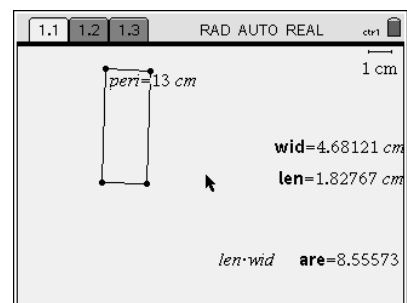 1.1 1.2 1.3 RAD AUTO REAL ctrl
1 cm
peri=13 cm
wid=4.68121 cm
len=1.82767 cm
len·wid are=8.55573